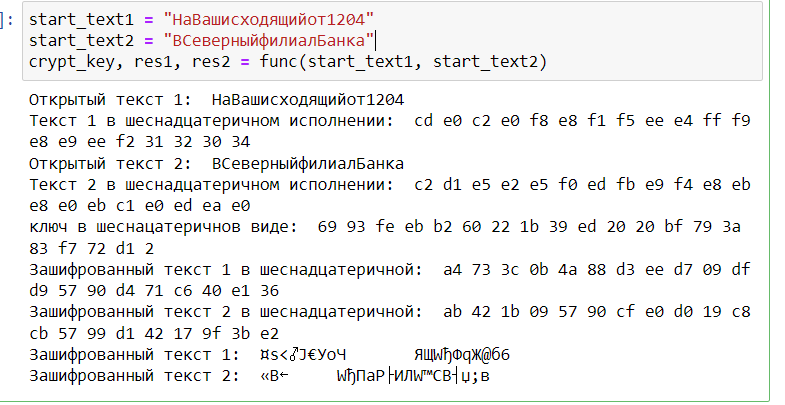 ]:
start_text1 = "НаВашисходящийот1204"
start_text2 = "ВСеверныйфилиалБанка"
crypt_key, res1, res2 = func(start_text1, start_text2)
Открытый текст 1:  НаВашисходящийот1204
Текст 1 в шеснадцатеричном исполнении:  cd e0 c2 e0 f8 e8 f1 f5 ee e4 ff f9
e8 e9 ee f2 31 32 30 34
Открытый текст 2:  ВСеверныйфилиалБанка
Текст 2 в шеснадцатеричном исполнении:  c2 d1 e5 e2 e5 f0 ed fb e9 f4 e8 eb
e8 e0 eb c1 e0 ed ea e0
ключ в шеснацатеричнов виде:  69 93 fe eb b2 60 22 1b 39 ed 20 20 bf 79 3a
83 f7 72 d1 2
Зашифрованный текст 1 в шеснадцатеричной:  a4 73 3c 0b 4a 88 d3 ee d7 09 df
d9 57 90 d4 71 c6 40 e1 36
Зашифрованный текст 2 в шеснадцатеричной:  ab 42 1b 09 57 90 cf e0 d0 19 c8
cb 57 99 d1 42 17 9f 3b e2
Зашифрованный текст 1:  ¤s<♂J€УоЧ	ЯЩWђФqЖ@б6
Зашифрованный текст 2:  «B←	WђПаР├ИЛW™СB┤џ;в